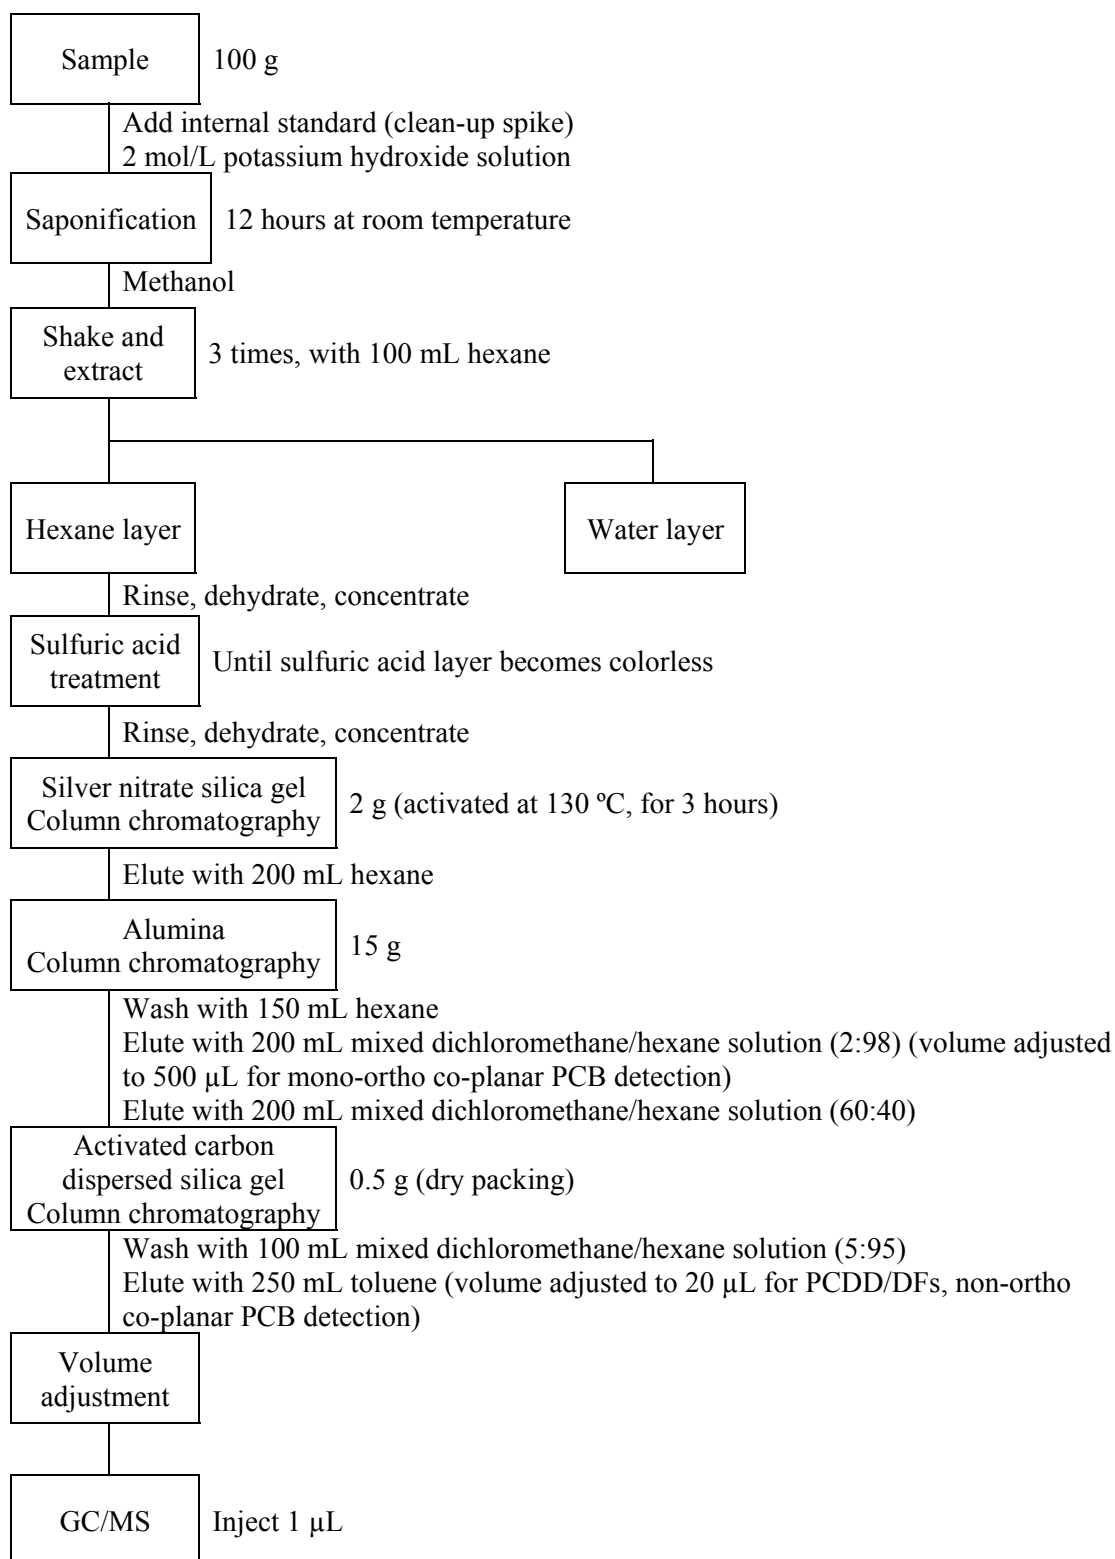 Sample
100 g
Add internal standard (clean-up spike)
2 mol/L potassium hydroxide solution
Saponification
12 hours at room temperature
Methanol
Shake and
extract
3 times, with 100 mL hexane
Hexane layer
Water layer
Rinse, dehydrate, concentrate
Sulfuric acid
treatment
Until sulfuric acid layer becomes colorless
Rinse, dehydrate, concentrate
Silver nitrate silica gel
Column chromatography
2 g (activated at 130 ºC, for 3 hours)
Elute with 200 mL hexane
Alumina
Column chromatography
15 g
Wash with 150 mL hexane
Elute with 200 mL mixed dichloromethane/hexane solution (2:98) (volume adjusted
to 500 µL for mono-ortho co-planar PCB detection)
Elute with 200 mL mixed dichloromethane/hexane solution (60:40)
Activated carbon
dispersed silica gel
Column chromatography
0.5 g (dry packing)
Wash with 100 mL mixed dichloromethane/hexane solution (5:95)
Elute with 250 mL toluene (volume adjusted to 20 µL for PCDD/DFs, non-ortho
co-planar PCB detection)
Volume
adjustment
GC/MS
Inject 1 µL